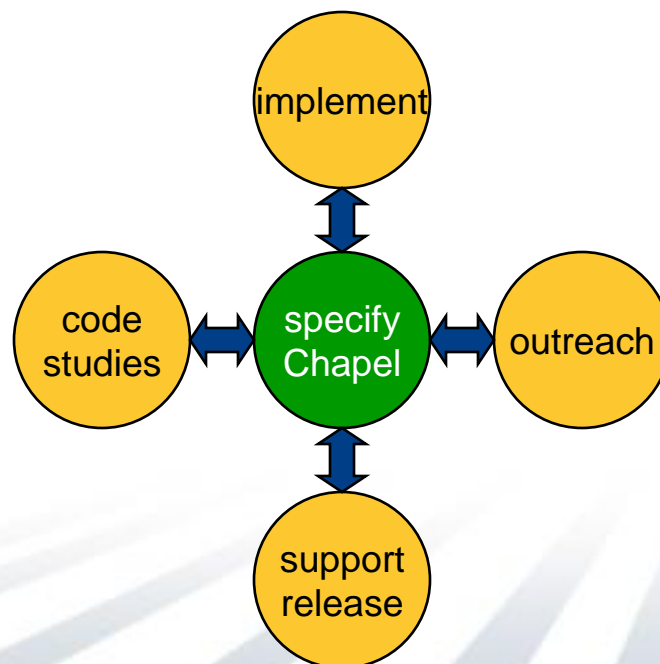 implement
code
studies
specify
Chapel
outreach
support
release